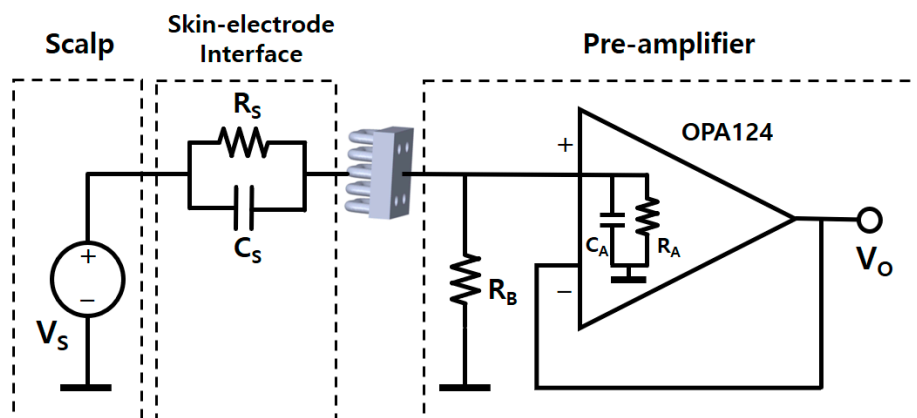 Scalp
Skin-electrode
Interface
Pre-amplifier
R_S
C_S
+
−
V_S
R_B
+
−
OPA124
C_A
R_A
V_O